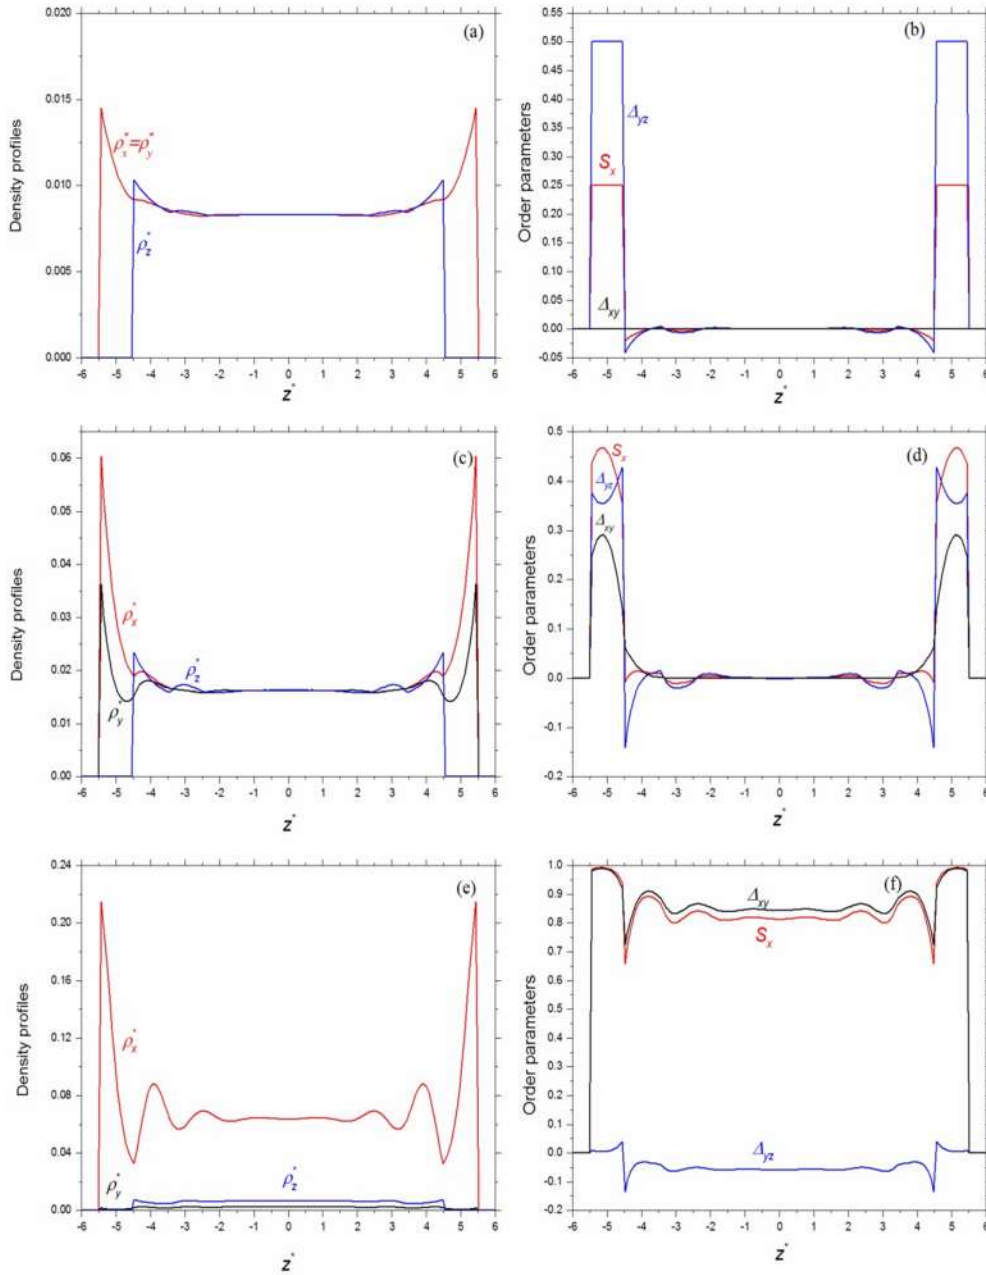 (a)
Density profiles
0.020
0.015
0.010
0.005
0.000
ρ*x=ρ*y
ρ*z
-6 -5 -4 -3 -2 -1 0 1 2 3 4 5 6
z*
(b)
Order parameters
0.55
0.50
0.45
0.40
0.35
0.30
0.25
0.20
0.15
0.10
0.05
0.00
-0.05
Δyz
Sx
Δxy
-6 -5 -4 -3 -2 -1 0 1 2 3 4 5 6
z*
(c)
Density profiles
0.06
0.05
0.04
0.03
0.02
0.01
0.00
ρ*x
ρ*z
ρ*y
-6 -5 -4 -3 -2 -1 0 1 2 3 4 5 6
z*
(d)
Order parameters
0.5
0.4
0.3
0.2
0.1
0.0
-0.1
-0.2
Sx
Δyz
Δxy
-6 -5 -4 -3 -2 -1 0 1 2 3 4 5 6
z*
(e)
Density profiles
0.24
0.20
0.16
0.12
0.08
0.04
0.00
ρ*x
ρ*y
ρ*z
-6 -5 -4 -3 -2 -1 0 1 2 3 4 5 6
z*
(f)
Order parameters
1.0
0.9
0.8
0.7
0.6
0.5
0.4
0.3
0.2
0.1
0.0
-0.1
-0.2
Δxy
Sx
Δyz
-6 -5 -4 -3 -2 -1 0 1 2 3 4 5 6
z*